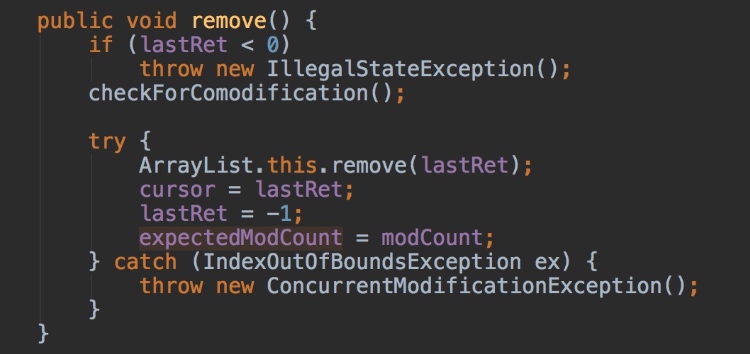 public void remove() {
    if (lastRet < 0)
        throw new IllegalStateException();
    checkForComodification();

    try {
        ArrayList.this.remove(lastRet);
        cursor = lastRet;
        lastRet = -1;
        expectedModCount = modCount;
    } catch (IndexOutOfBoundsException ex) {
        throw new ConcurrentModificationException();
    }
}